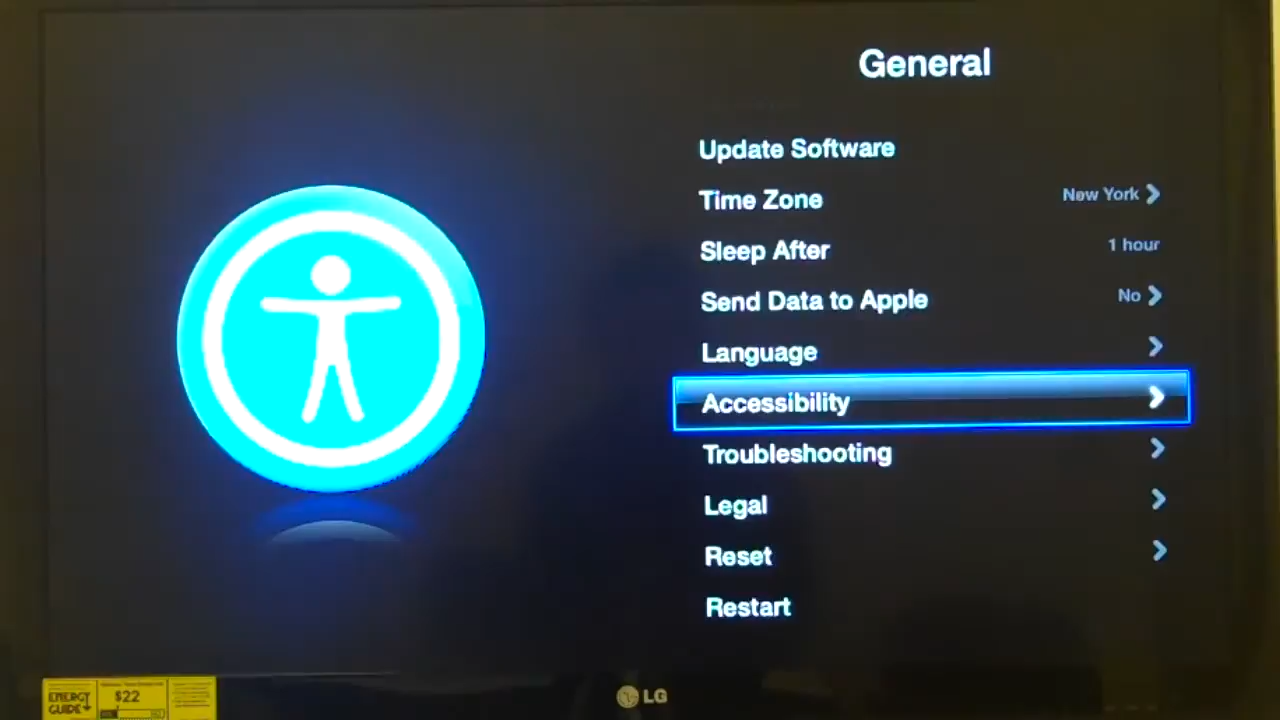 General
Update Software
Time Zone New York
Sleep After 1 hour
Send Data to Apple No
Language
Accessibility
Troubleshooting
Legal
Reset
Restart
ENERGY
GUIDE
$22
LG